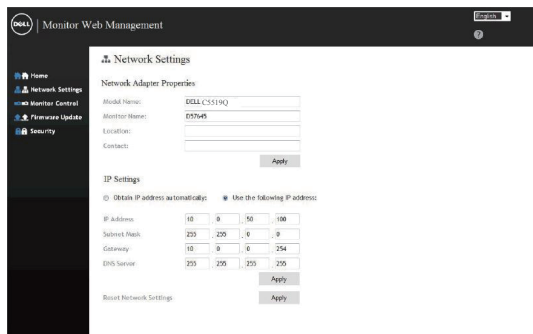 DELL | Monitor Web Management
English
?
Home
Network Settings
Monitor Control
Firmware Update
Security
Network Settings
Network Adapter Properties
Model Name: DELL C5519Q
Monitor Name: D57645
Location:
Contact:
Apply
IP Settings
Obtain IP address automatically: Use the following IP address:
IP Address 10 . 0 . 50 . 100
Subnet Mask 255 . 255 . 0 . 0
Gateway 10 . 0 . 0 . 254
DNS Server 255 . 255 . 255 . 255
Apply
Reset Network Settings Apply